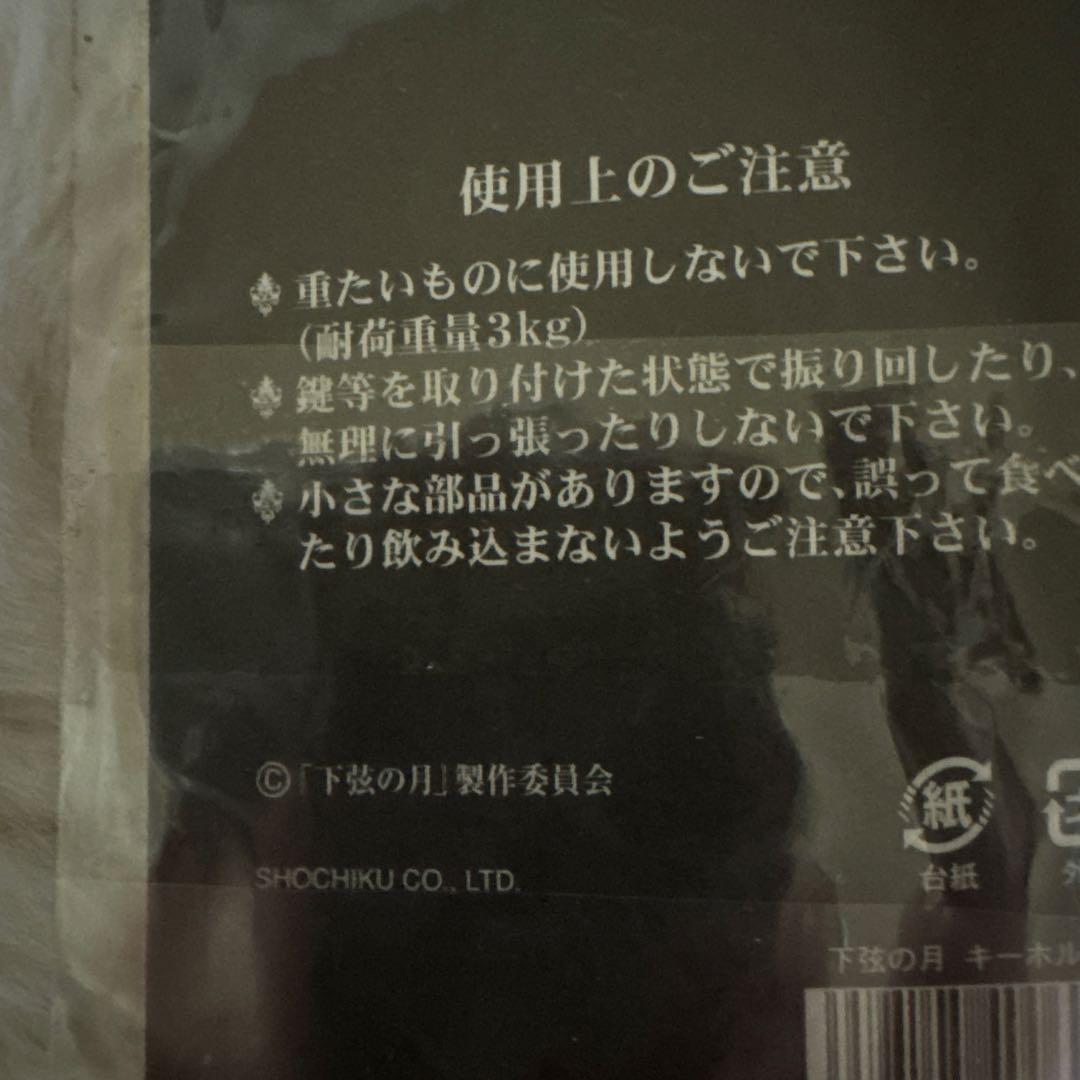 使用上のご注意
重たいものに使用しないで下さい。
(耐荷重量3kg)
鍵等を取り付けた状態で振り回したり、
無理に引っ張ったりしないで下さい。
小さな部品がありますので、誤って食べ
たり飲み込まないようご注意下さい。
©「下弦の月」製作委員会
紙
台紙
SHOCHIKU CO., LTD.
下弦の月 キーホル